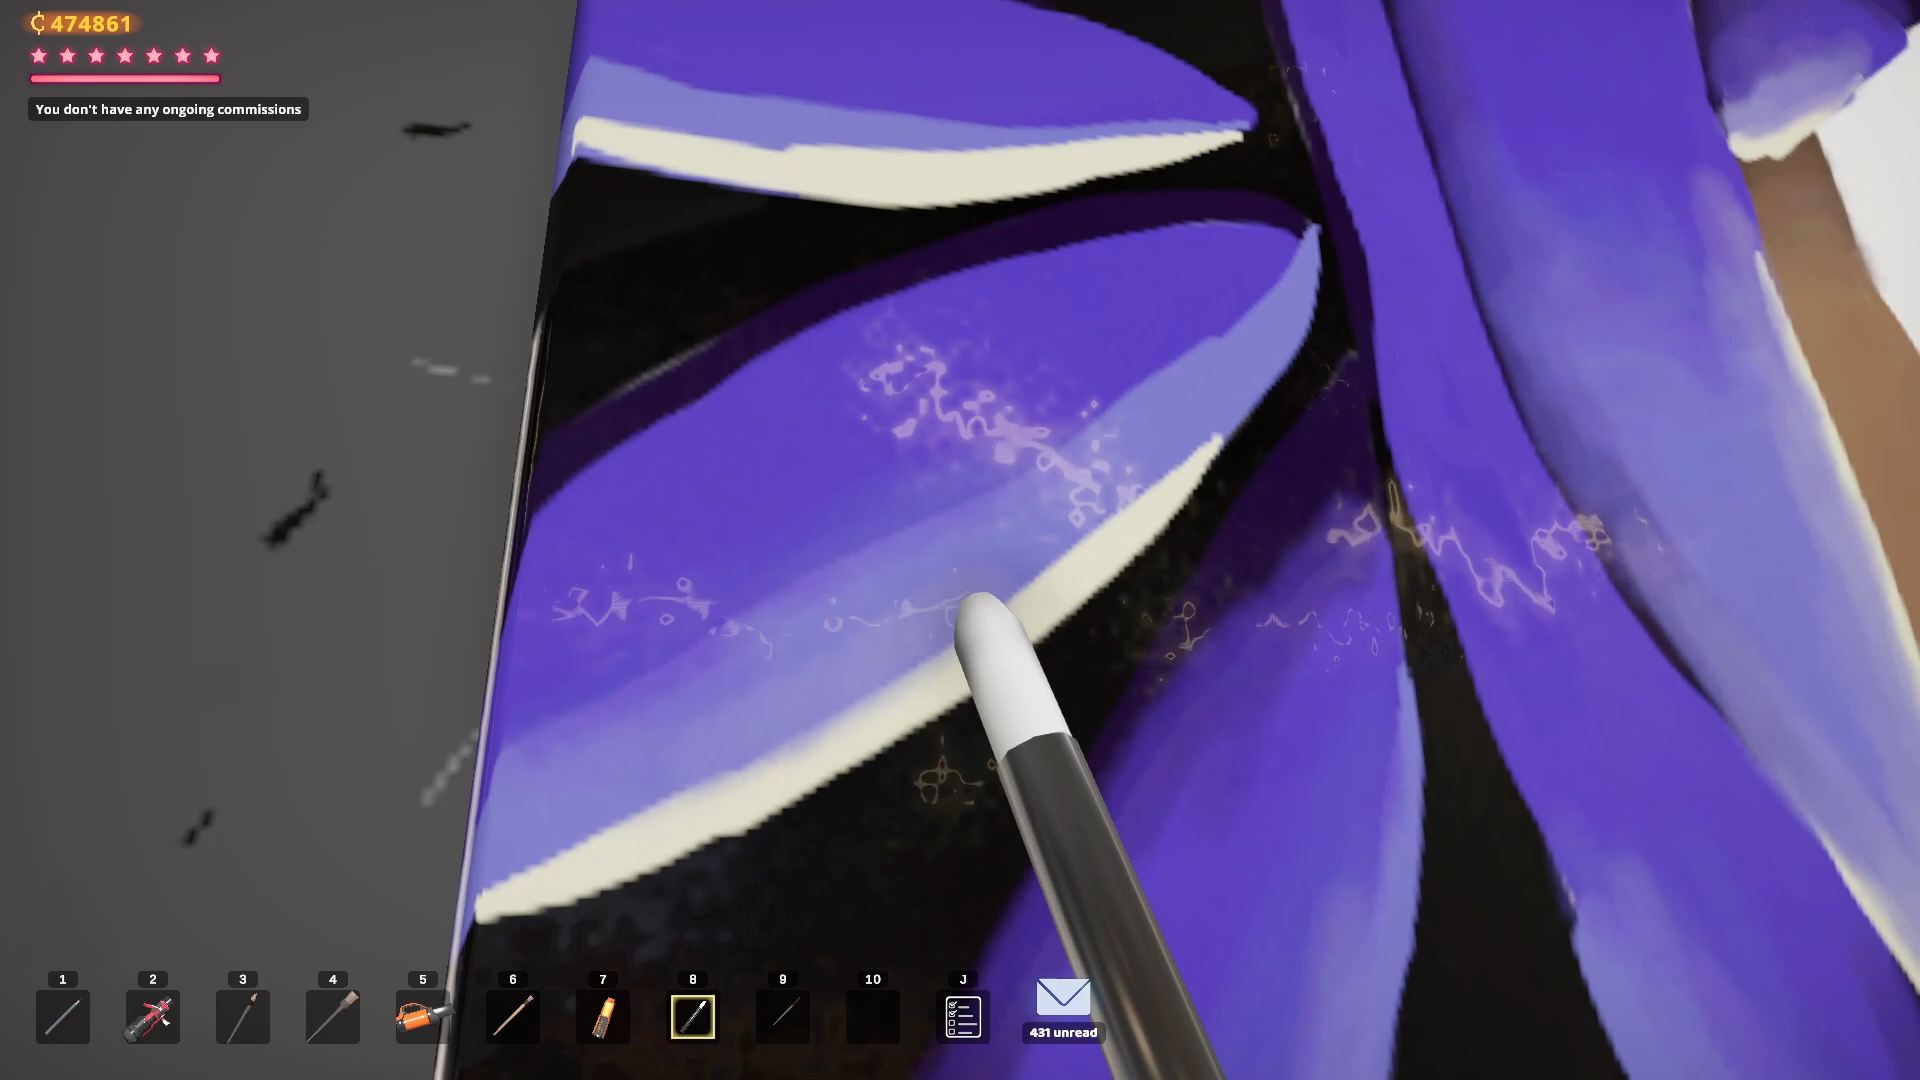 ₵ 474861
You don't have any ongoing commissions
1 2 3 4 5 6 7 8 9 10 J
431 unread